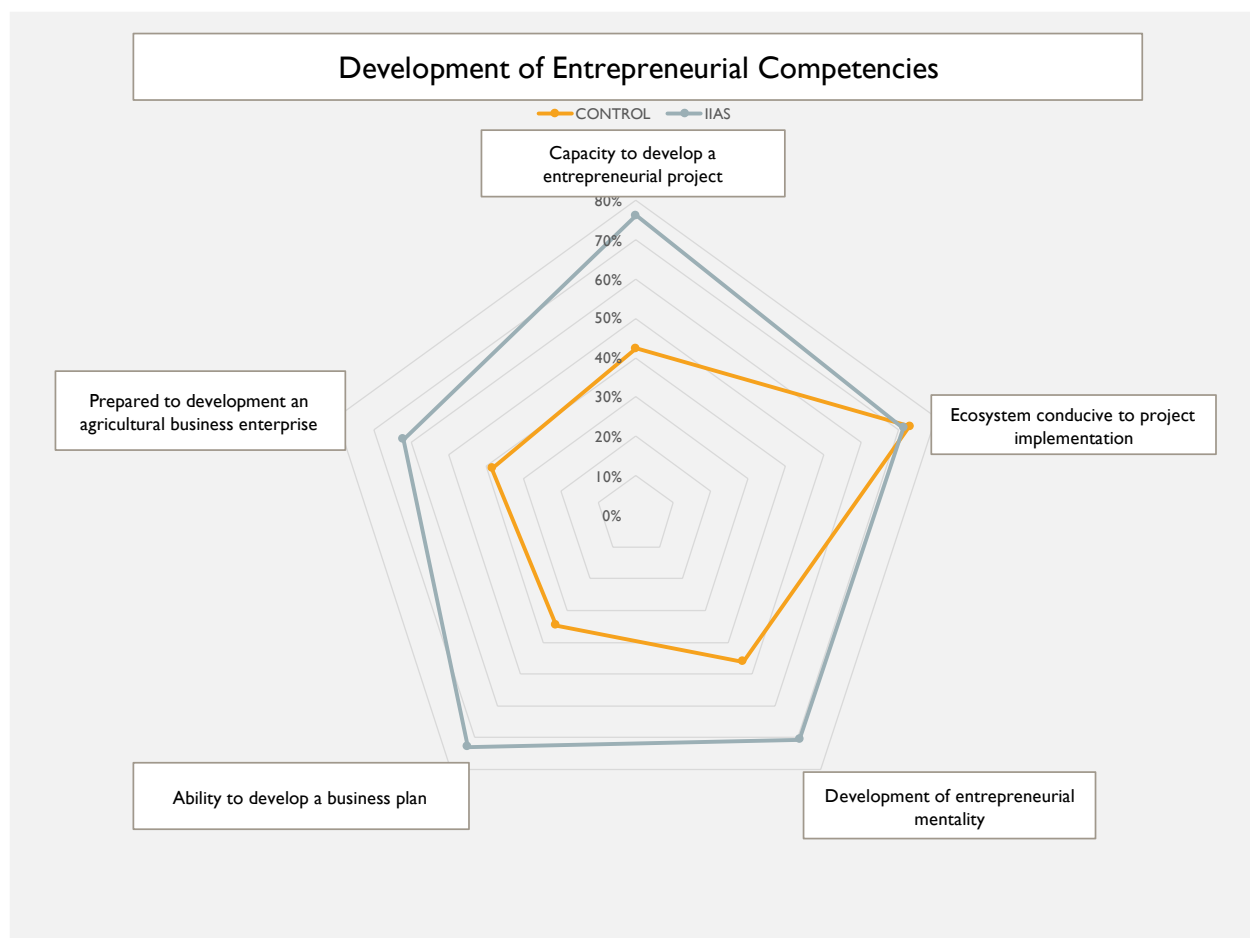 Development of Entrepreneurial Competencies
CONTROL IIAS
Capacity to develop a
entrepreneurial project
80%
70%
60%
50%
40%
30%
20%
10%
0%
Prepared to development an
agricultural business enterprise
Ecosystem conducive to project
implementation
Ability to develop a business plan
Development of entrepreneurial
mentality